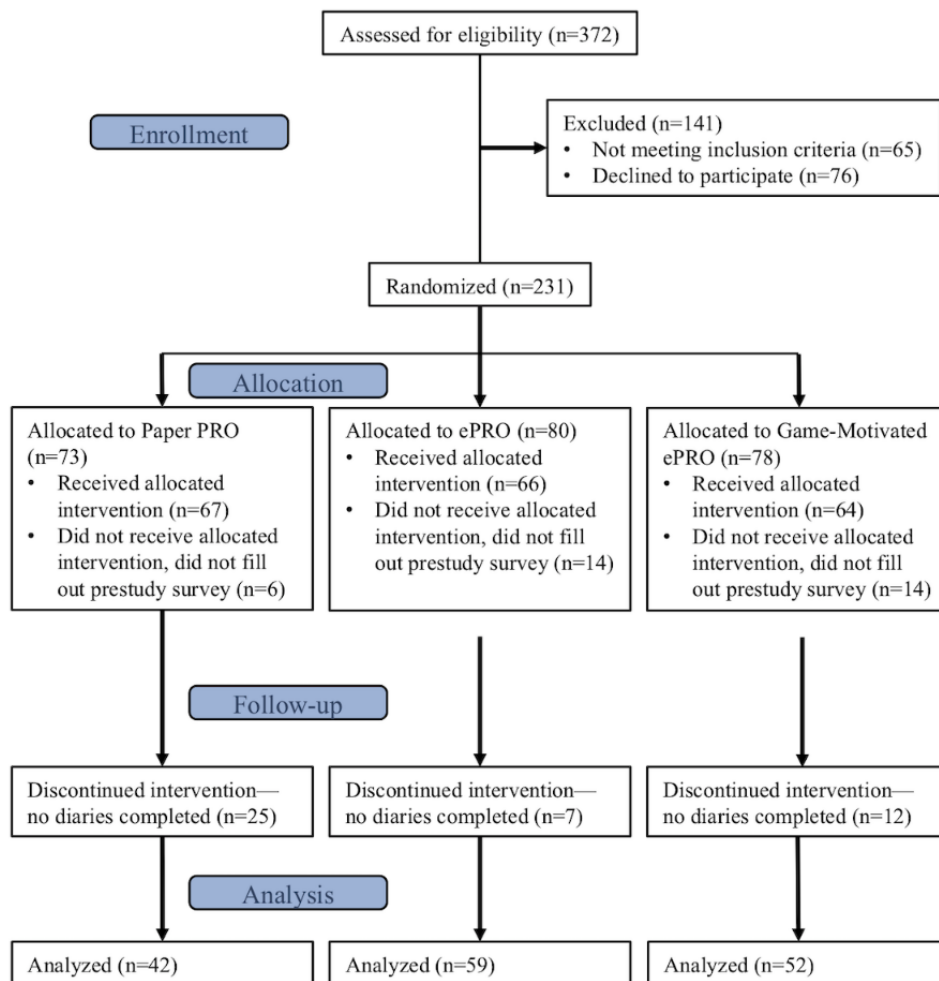 Assessed for eligibility (n=372)
Enrollment
Excluded (n=141)
• Not meeting inclusion criteria (n=65)
• Declined to participate (n=76)
Randomized (n=231)
Allocation
Allocated to Paper PRO
(n=73)
• Received allocated
intervention (n=67)
• Did not receive allocated
intervention, did not fill
out prestudy survey (n=6)
Allocated to ePRO (n=80)
• Received allocated
intervention (n=66)
• Did not receive allocated
intervention, did not fill
out prestudy survey (n=14)
Allocated to Game-Motivated
ePRO (n=78)
• Received allocated
intervention (n=64)
• Did not receive allocated
intervention, did not fill
out prestudy survey (n=14)
Follow-up
Discontinued intervention—
no diaries completed (n=25)
Discontinued intervention—
no diaries completed (n=7)
Discontinued intervention—
no diaries completed (n=12)
Analysis
Analyzed (n=42)
Analyzed (n=59)
Analyzed (n=52)